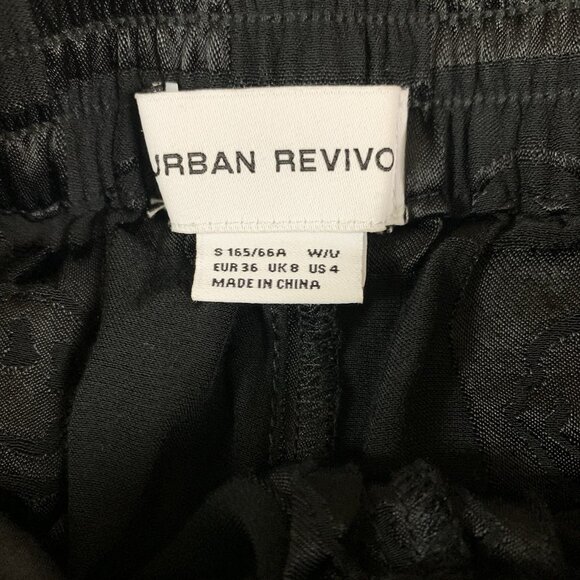 URBAN REVIVO
S 165/66A W/U
EUR 36 UK 8 US 4
MADE IN CHINA